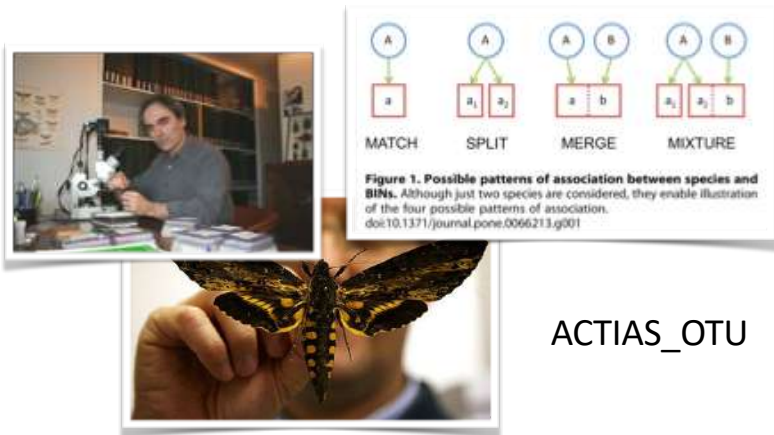 A A A B A B
a a₁ a₂ a b a₁ a₂ b
MATCH SPLIT MERGE MIXTURE
Figure 1. Possible patterns of association between species and
BINs. Although just two species are considered, they enable illustration
of the four possible patterns of association.
doi:10.1371/journal.pone.0066213.g001
ACTIAS_OTU